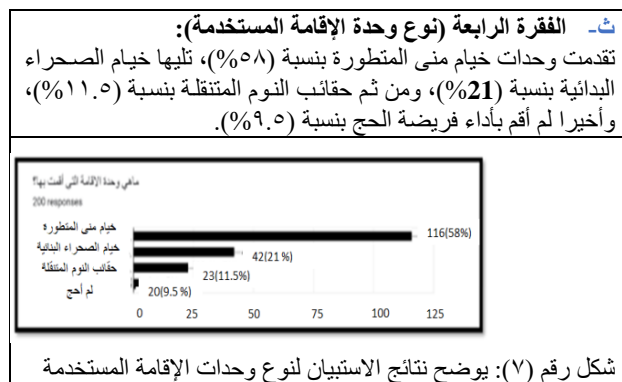 ث- الفقرة الرابعة (نوع وحدة الإقامة المستخدمة):
تقدمت وحدات خيام منى المتطورة بنسبة (٥٨%)، تليها خيام الصحراء
البدائية بنسبة (21%)، ومن ثم حقائب النوم المتنقلة بنسبة (١١.٥%)،
وأخيرا لم أقم بأداء فريضة الحج بنسبة (٩.٥%).
ماهي وحدة الاقامة التي أقمت بها؟
200 responses
خيام منى المتطورة 116(58%)
خيام الصحراء البدائية 42(21 %)
حقائب النوم المتنقلة 23(11.5%)
لم أحج 20(9.5 %)
0 25 50 75 100 125
شكل رقم (٧): يوضح نتائج الاستبيان لنوع وحدات الإقامة المستخدمة